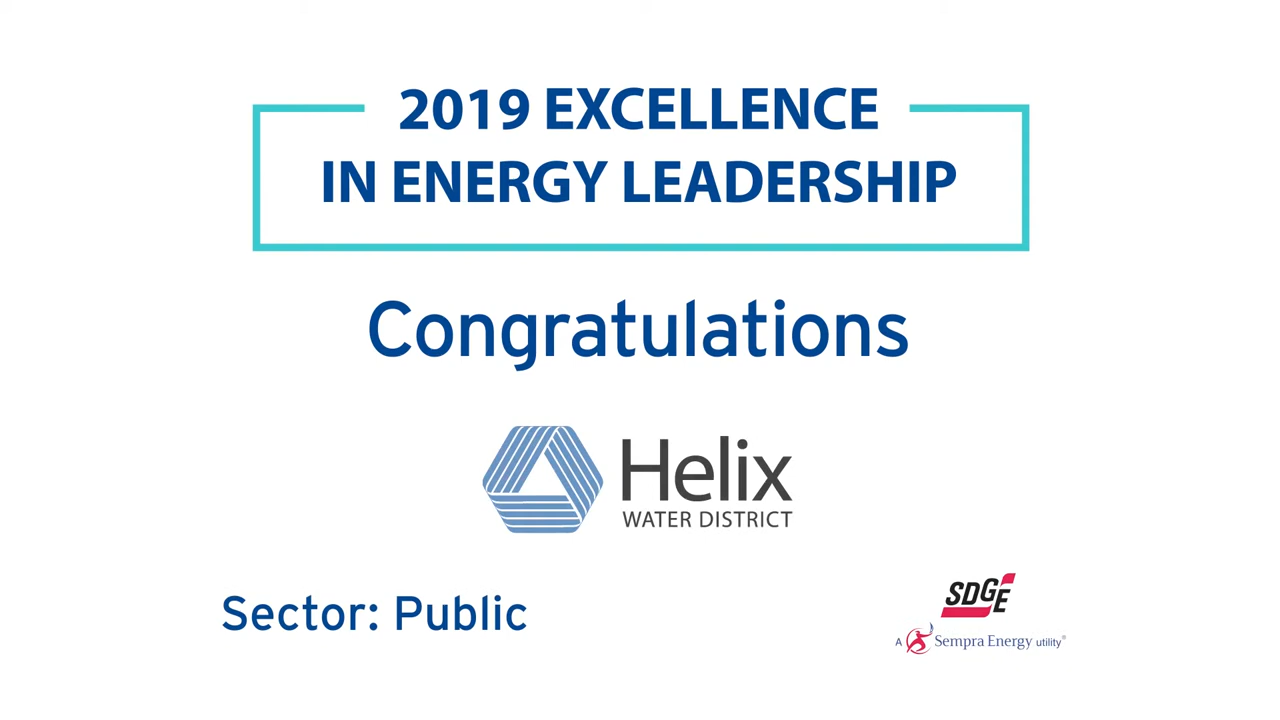 2019 EXCELLENCE
IN ENERGY LEADERSHIP
Congratulations
Helix
WATER DISTRICT
Sector: Public
SDGE
A Sempra Energy utility®